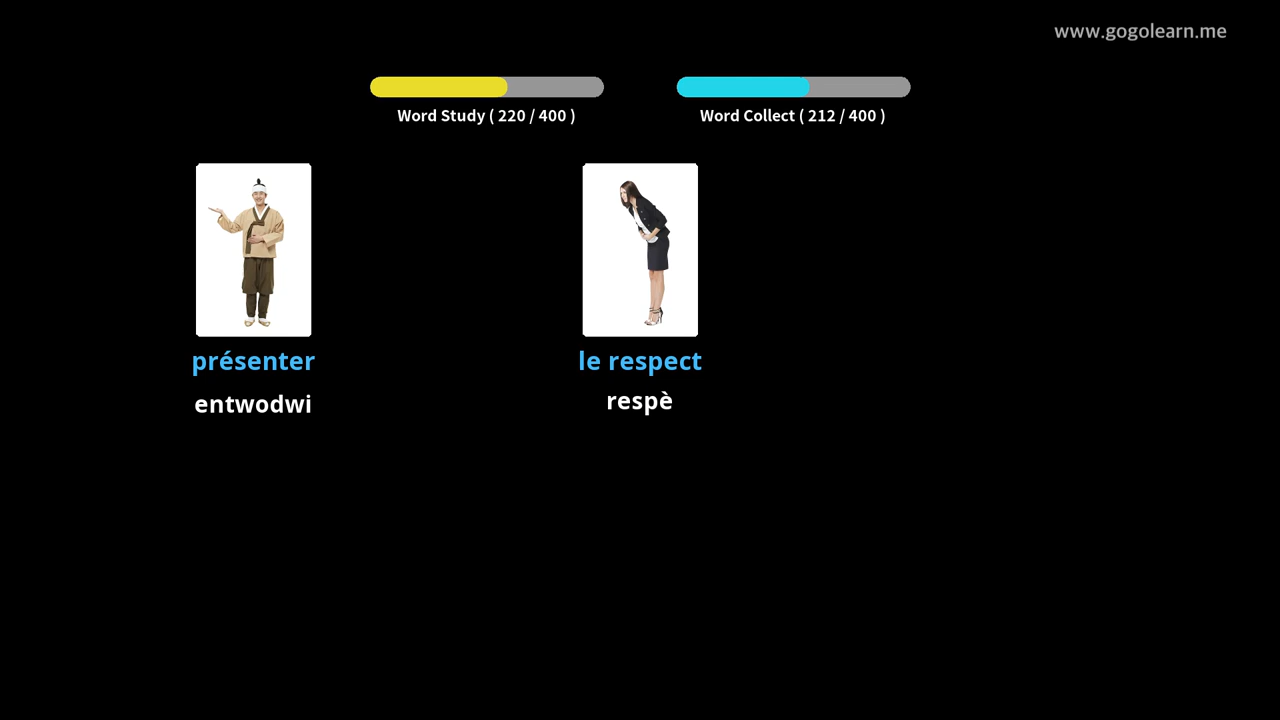 www.gogolearn.me
Word Study ( 220 / 400 )
Word Collect ( 212 / 400 )
présenter
entwodwi
le respect
respè